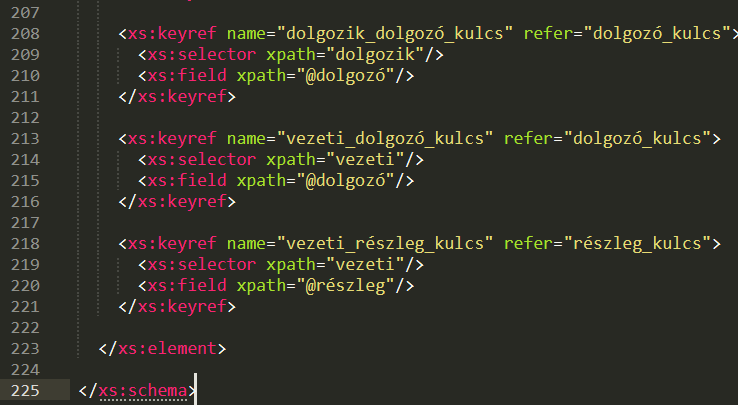 207
208 <xs:keyref name="dolgozik_dolgozó_kulcs" refer="dolgozó_kulcs">
209 <xs:selector xpath="dolgozik"/>
210 <xs:field xpath="@dolgozó"/>
211 </xs:keyref>
212
213 <xs:keyref name="vezeti_dolgozó_kulcs" refer="dolgozó_kulcs">
214 <xs:selector xpath="vezeti"/>
215 <xs:field xpath="@dolgozó"/>
216 </xs:keyref>
217
218 <xs:keyref name="vezeti_részleg_kulcs" refer="részleg_kulcs">
219 <xs:selector xpath="vezeti"/>
220 <xs:field xpath="@részleg"/>
221 </xs:keyref>
222
223 </xs:element>
224
225 </xs:schema>